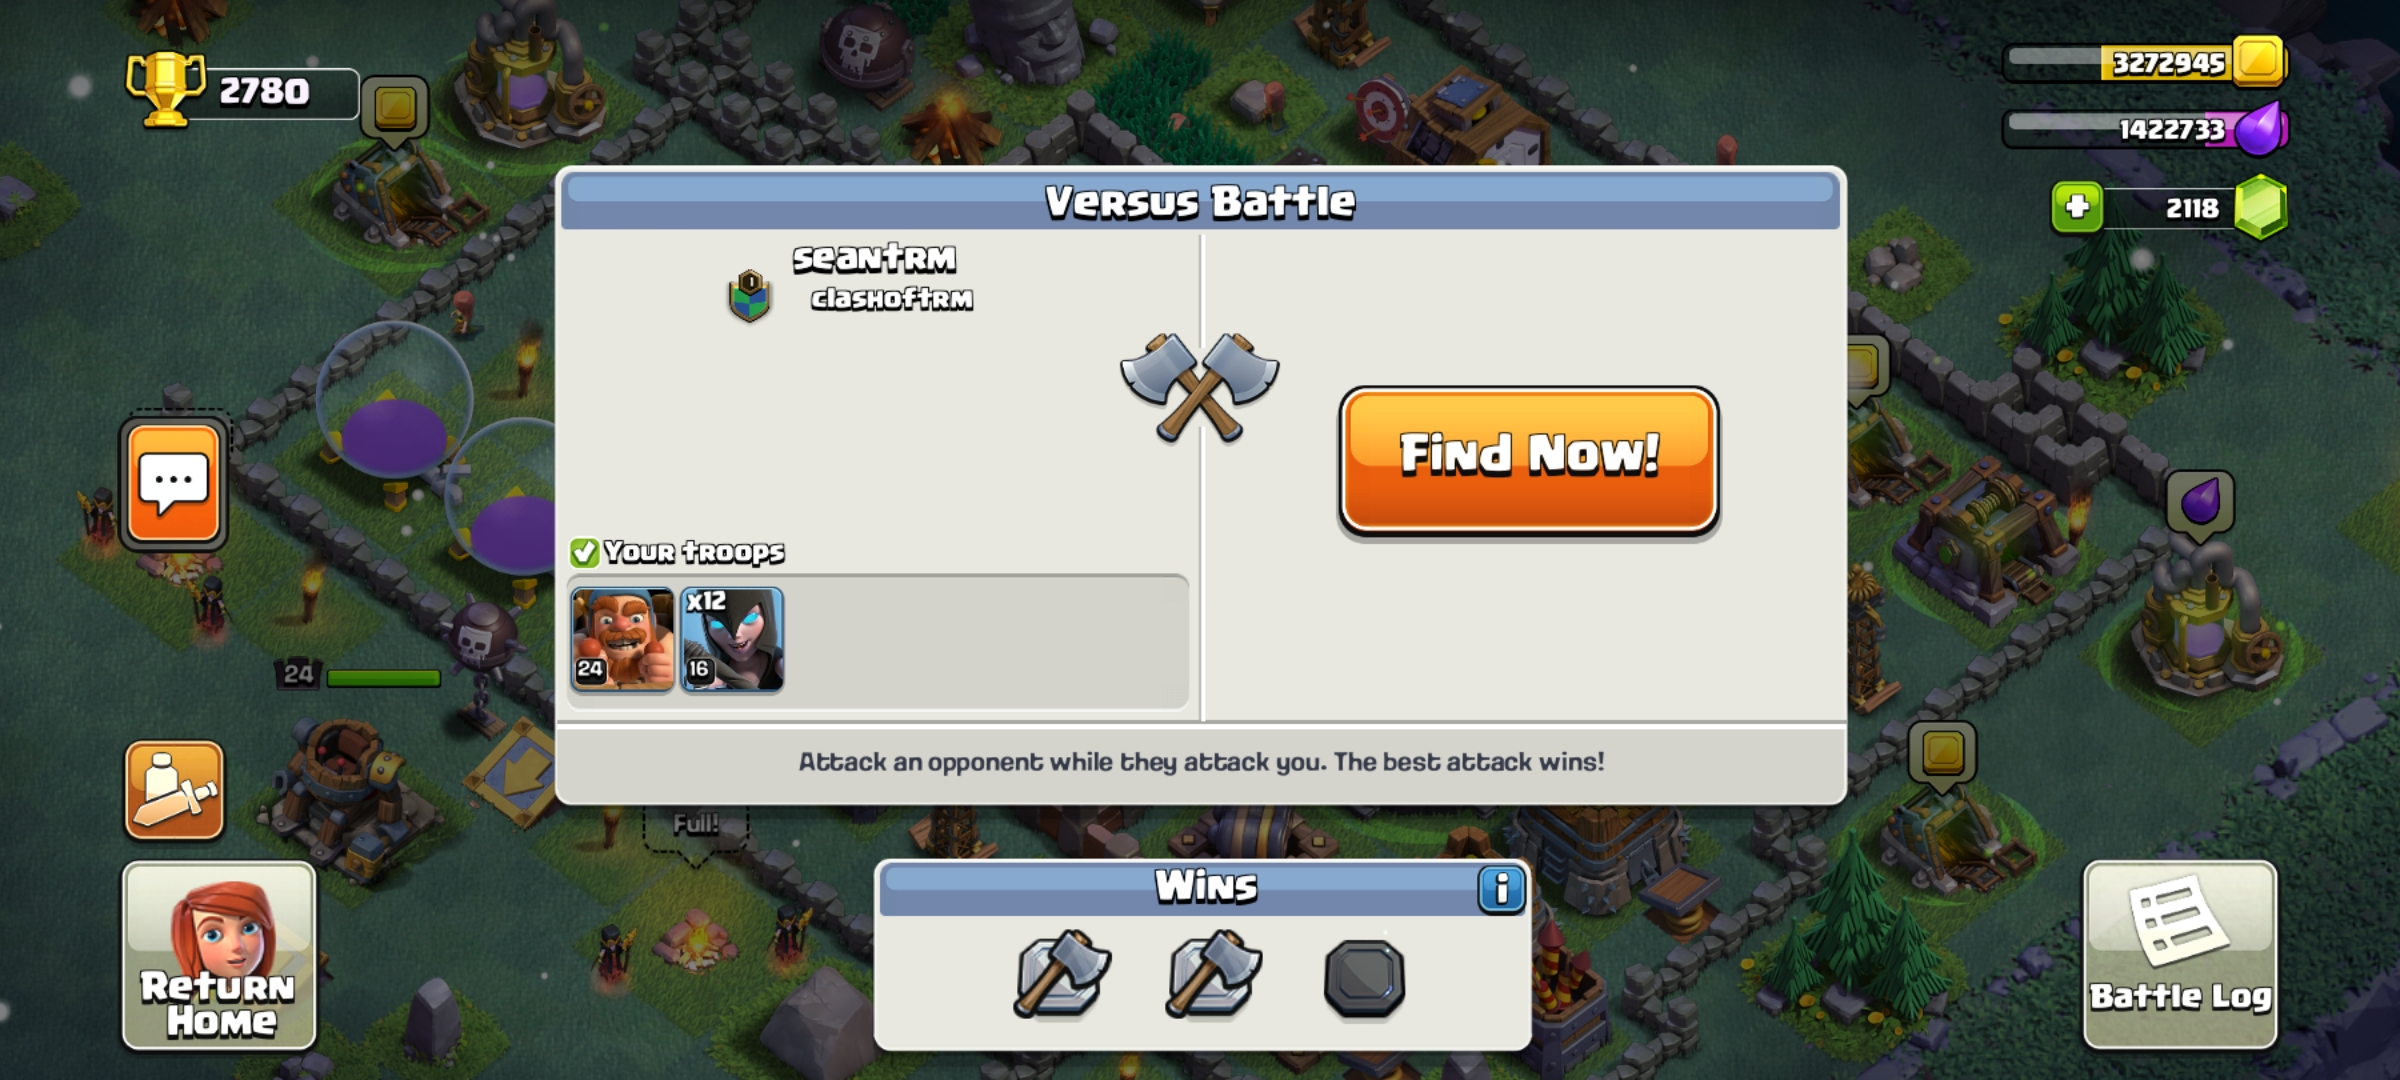 2780
3272945
1422733
2118
Versus Battle
seantrm
clashoftrm
Find Now!
Your troops
24
x12
16
24
Attack an opponent while they attack you. The best attack wins!
Full!
Wins
i
Return
Home
Battle Log